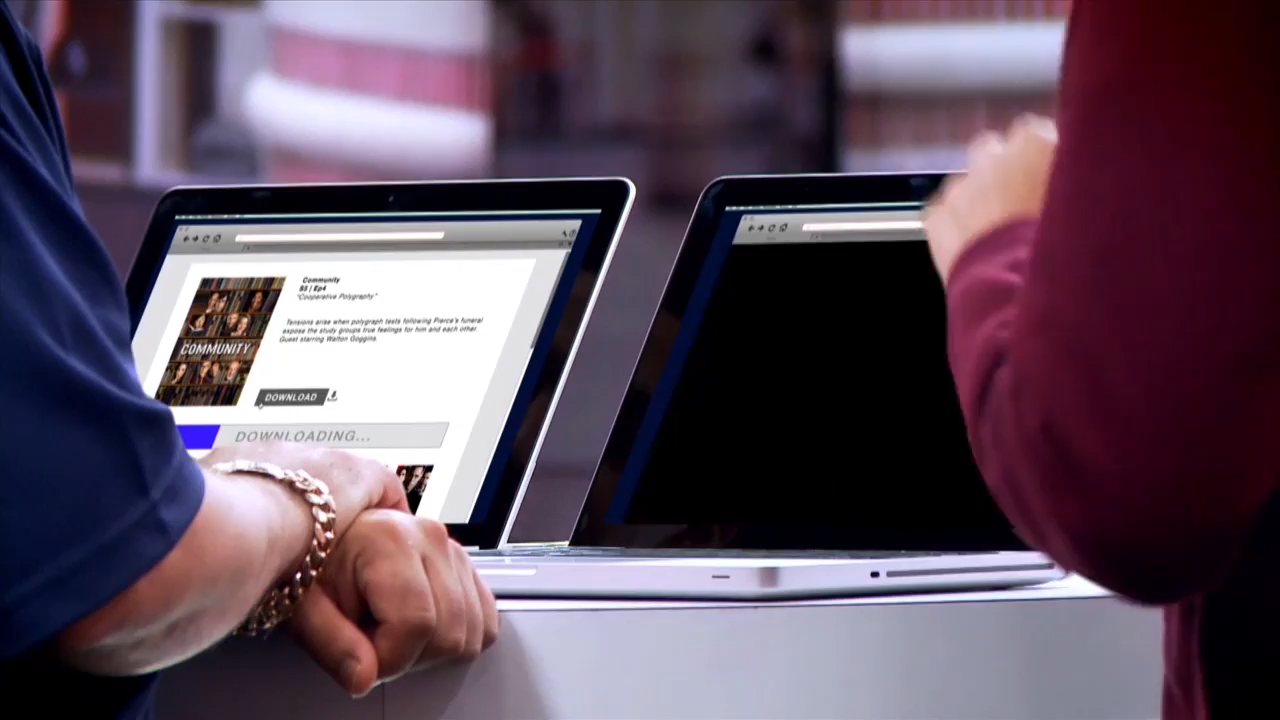 Community
S5 | Ep4
"Cooperative Polygraphy"
Tensions arise when polygraph tests following Pierce's funeral
expose the study groups true feelings for him and each other.
Guest starring Walton Goggins.
COMMUNITY
DOWNLOAD
DOWNLOADING...